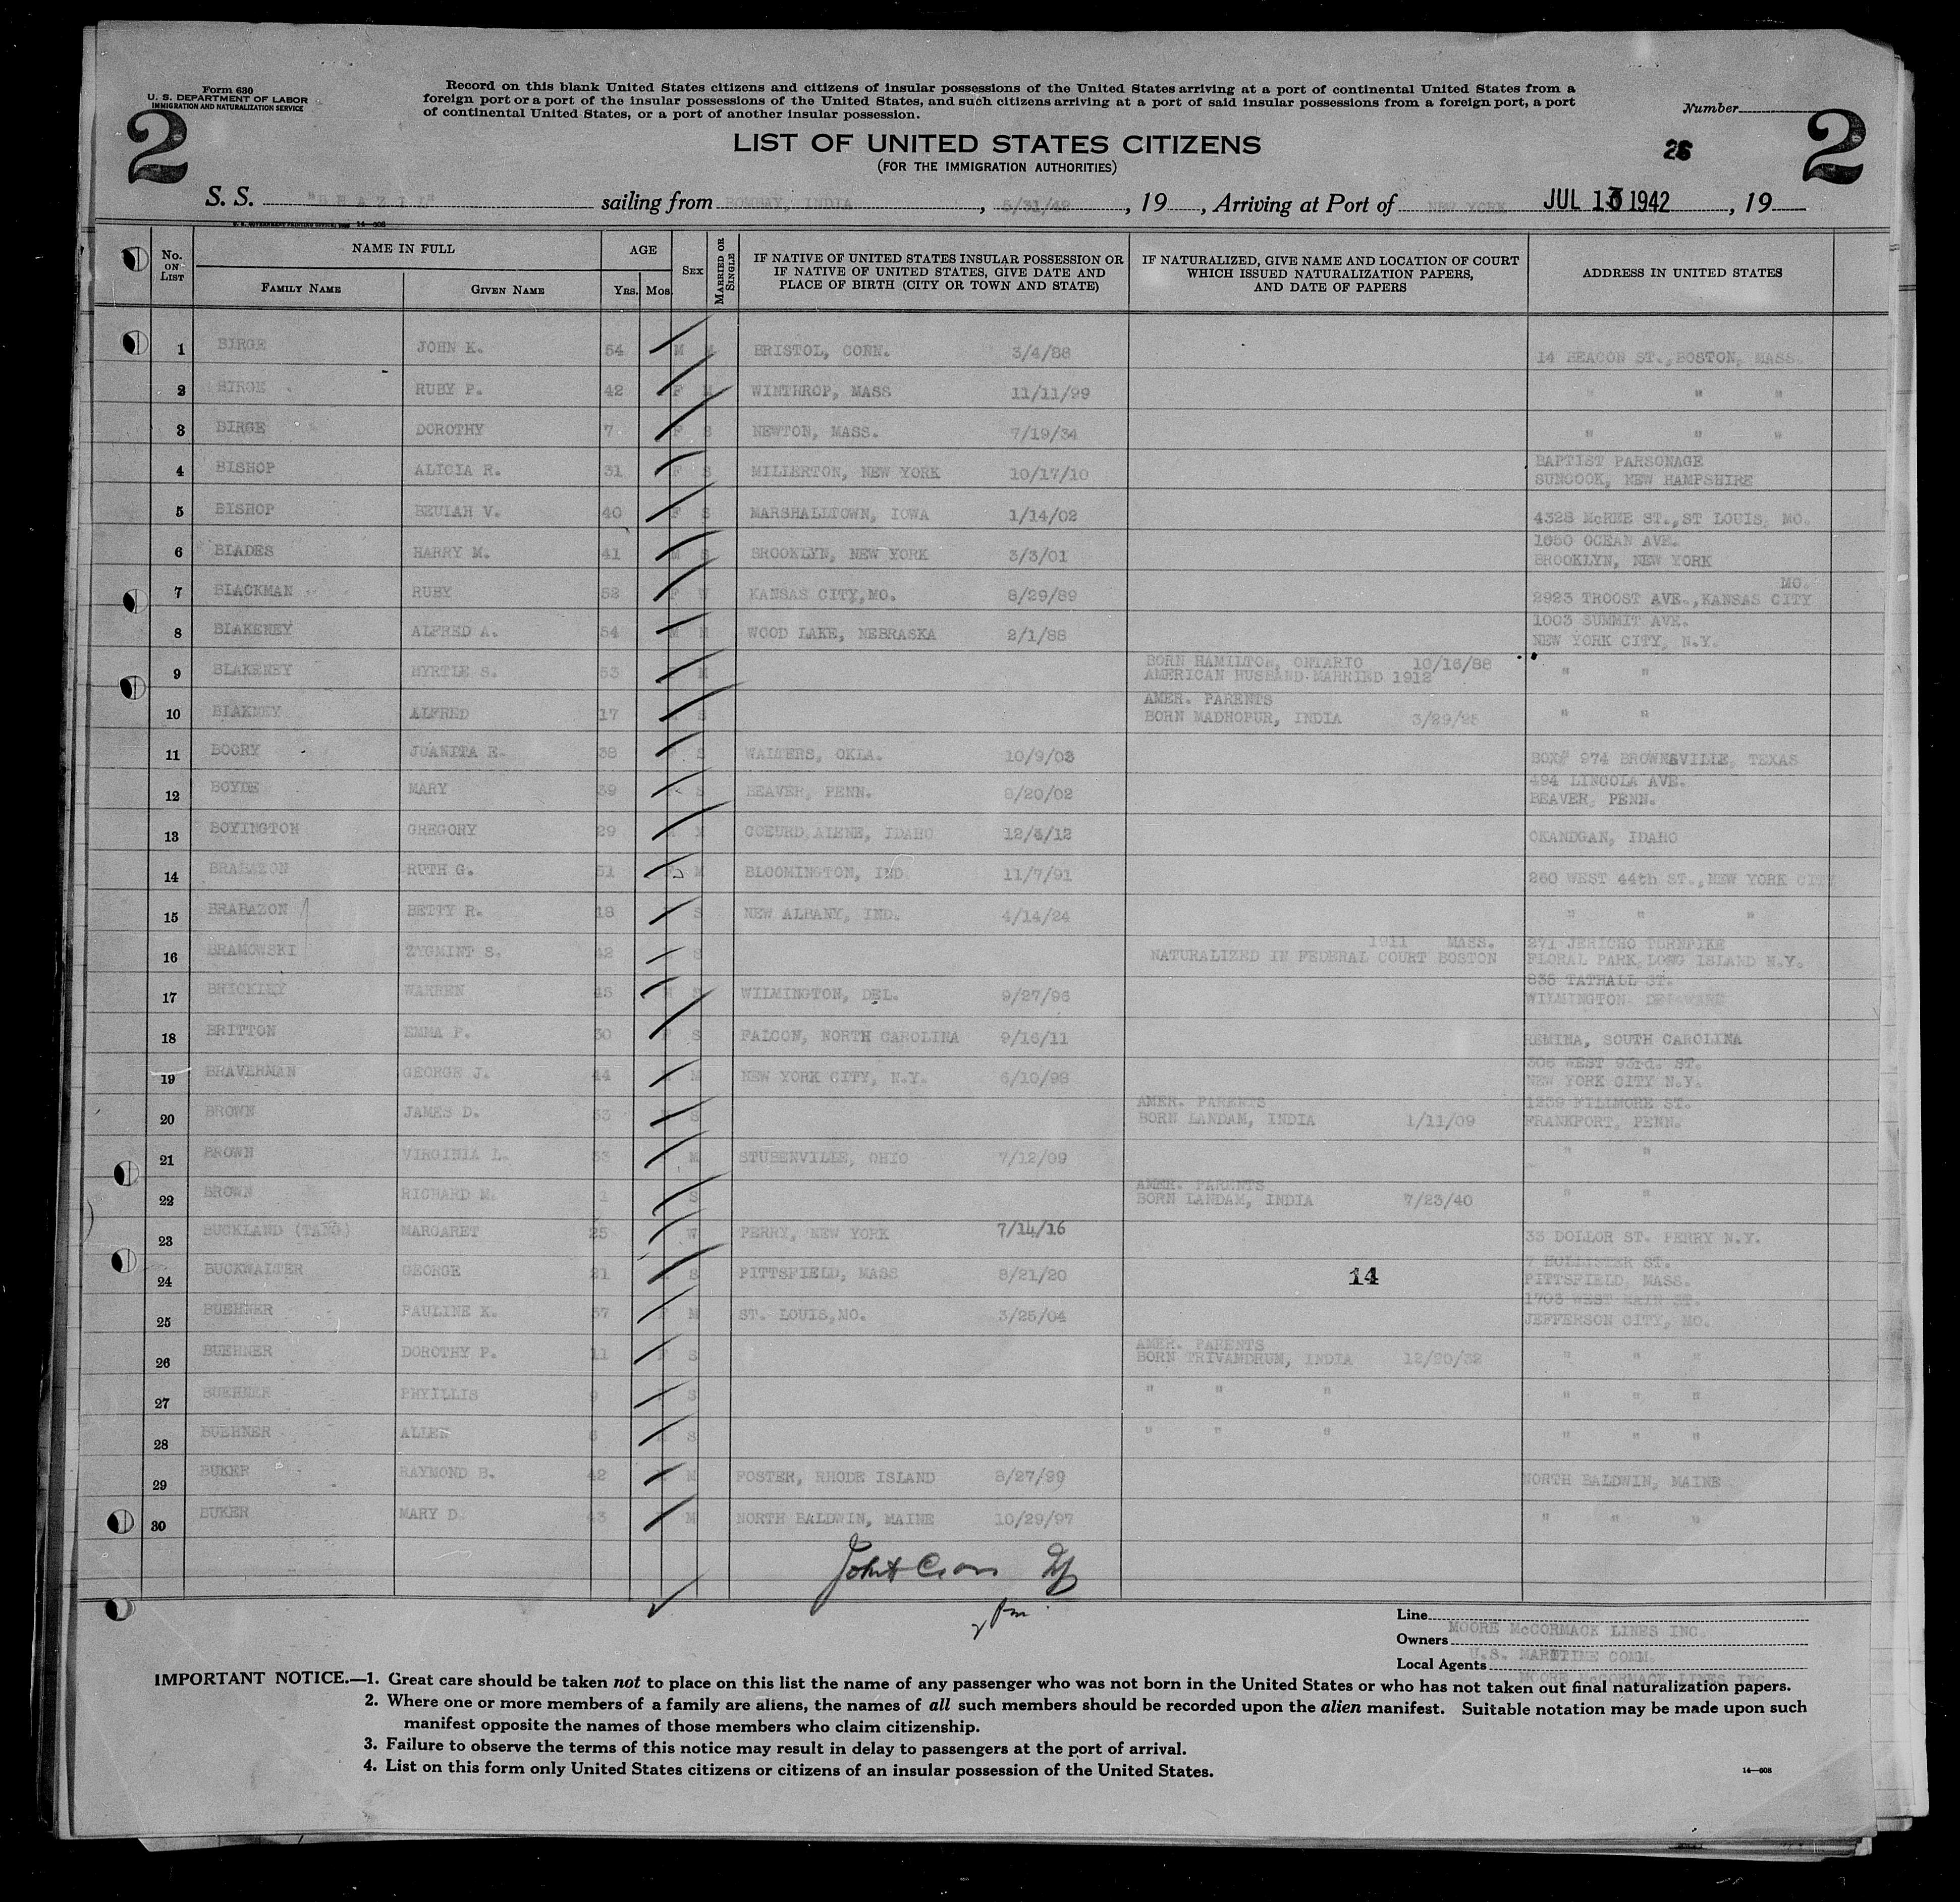 Form 630
U. S. DEPARTMENT OF LABOR
IMMIGRATION AND NATURALIZATION SERVICE
Record on this blank United States citizens and citizens of insular possessions of the United States arriving at a port of continental United States from a
foreign port or a port of the insular possessions of the United States, and such citizens arriving at a port of said insular possessions from a foreign port, a port
of continental United States, or a port of another insular possession.
Number
2
2
LIST OF UNITED STATES CITIZENS
(FOR THE IMMIGRATION AUTHORITIES)
26
S. S. "BRAZIL" sailing from BOMBAY, INDIA, 5/31/42, 19 , Arriving at Port of NEW YORK JUL 13 1942, 19
No. ON LIST
NAME IN FULL
FAMILY NAME
GIVEN NAME
AGE
YRS. MOS.
SEX
MARRIED OR SINGLE
IF NATIVE OF UNITED STATES INSULAR POSSESSION OR
IF NATIVE OF UNITED STATES, GIVE DATE AND
PLACE OF BIRTH (CITY OR TOWN AND STATE)
IF NATURALIZED, GIVE NAME AND LOCATION OF COURT
WHICH ISSUED NATURALIZATION PAPERS,
AND DATE OF PAPERS
ADDRESS IN UNITED STATES
1 BIRGE JOHN K. 54 M M BRISTOL, CONN. 3/4/88 14 BEACON ST., BOSTON, MASS.
2 BIRGE RUBY P. 42 F M WINTHROP, MASS 11/11/99 " " "
3 BIRGE DOROTHY 7 F S NEWTON, MASS. 7/19/34 " " "
4 BISHOP ALICIA R. 31 F S MILLERTON, NEW YORK 10/17/10 BAPTIST PARSONAGE
SUNCOOK, NEW HAMPSHIRE
5 BISHOP BEULAH V. 40 F S MARSHALLTOWN, IOWA 1/14/02 4328 McREE ST., ST LOUIS, MO.
6 BLADES HARRY M. 41 M S BROOKLYN, NEW YORK 3/3/01 1080 OCEAN AVE.
BROOKLYN, NEW YORK
7 BLACKMAN RUBY 52 F W KANSAS CITY, MO. 8/29/89 2923 TROOST AVE., KANSAS CITY MO.
8 BLAKENEY ALFRED A. 54 M M WOOD LAKE, NEBRASKA 2/1/88 1003 SUMMIT AVE.
NEW YORK CITY, N.Y.
9 BLAKENEY MYRTLE S. 53 M BORN HAMILTON, ONTARIO 10/16/88
AMERICAN HUSBAND MARRIED 1912 " "
10 BLAKNEY ALFRED 17 S AMER. PARENTS
BORN MADHOPUR, INDIA 3/29/25 " "
11 BOORY JUANITA E. 38 S WALTERS, OKLA. 10/9/03 BOX# 974 BROWNSVILLE, TEXAS
12 BOYDE MARY 39 S BEAVER, PENN. 8/20/02 494 LINCOLA AVE.
BEAVER, PENN.
13 BOYINGTON GREGORY 29 COEURD ALENE, IDAHO 12/4/12 OKANDGAN, IDAHO
14 BRABAZON RUTH G. 51 M BLOOMINGTON, IND. 11/7/91 260 WEST 44th ST., NEW YORK CITY
15 BRABAZON BETTY R. 18 S NEW ALBANY, IND. 4/14/24 " " "
16 BRAMOWSKI ZYGMINT S. 42 S 1911 MASS.
NATURALIZED IN FEDERAL COURT BOSTON 271 JERICHO TURNPIKE
FLORAL PARK, LONG ISLAND N.Y.
17 BRICKLEY WARREN 45 S WILMINGTON, DEL. 9/27/96 835 TATHALL ST.
WILMINGTON DELAWARE
18 BRITTON EMMA P. 30 S FALCON, NORTH CAROLINA 9/16/11 REMINA, SOUTH CAROLINA
19 BRAVERMAN GEORGE J. 44 M NEW YORK CITY, N.Y. 6/10/98 308 WEST 93rd. ST.
NEW YORK CITY N.Y.
20 BROWN JAMES D. 33 S AMER. PARENTS
BORN LANDAM, INDIA 1/11/09 1239 FILLMORE ST.
FRANKFORT, PENN.
21 BROWN VIRGINIA L. 33 M STUBENVILLE, OHIO 7/12/09 " "
22 BROWN RICHARD M. 1 S AMER. PARENTS
BORN LANDAM, INDIA 7/23/40 " "
23 BUCKLAND (TANG) MARGARET 25 W PERRY, NEW YORK 7/14/16 33 DOLLOR ST. PERRY N.Y.
24 BUCKWALTER GEORGE 21 S PITTSFIELD, MASS 8/21/20 14 7 HOLLISTER ST.
PITTSFIELD, MASS.
25 BUEHNER PAULINE K. 37 M ST. LOUIS, MO. 3/25/04 1703 WEST MAIN ST.
JEFFERSON CITY, MO.
26 BUEHNER DOROTHY P. 11 S AMER. PARENTS
BORN TRIVANDRUM, INDIA 12/20/32 " " "
27 BUEHNER PHYLLIS 9 S " " " " " "
28 BUEHNER ALLEN 6 S " " " " " "
29 BUKER RAYMOND B. 42 M FOSTER, RHODE ISLAND 8/27/99 NORTH BALDWIN, MAINE
30 BUKER MARY D. 43 M NORTH BALDWIN, MAINE 10/29/97 " " "
Line MOORE McCORMACK LINES INC.
Owners U.S. MARITIME COMM.
Local Agents MOORE McCORMACK LINES INC.
IMPORTANT NOTICE.—1. Great care should be taken not to place on this list the name of any passenger who was not born in the United States or who has not taken out final naturalization papers.
2. Where one or more members of a family are aliens, the names of all such members should be recorded upon the alien manifest. Suitable notation may be made upon such
manifest opposite the names of those members who claim citizenship.
3. Failure to observe the terms of this notice may result in delay to passengers at the port of arrival.
4. List on this form only United States citizens or citizens of an insular possession of the United States.
14—608